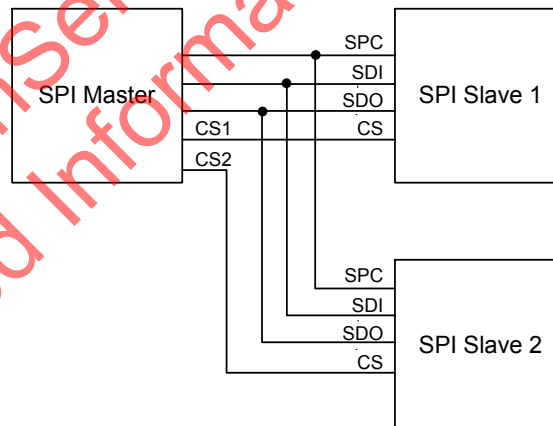 SPI Master
CS1
CS2
SPC
SDI
SDO
CS
SPI Slave 1
SPC
SDI
SDO
CS
SPI Slave 2